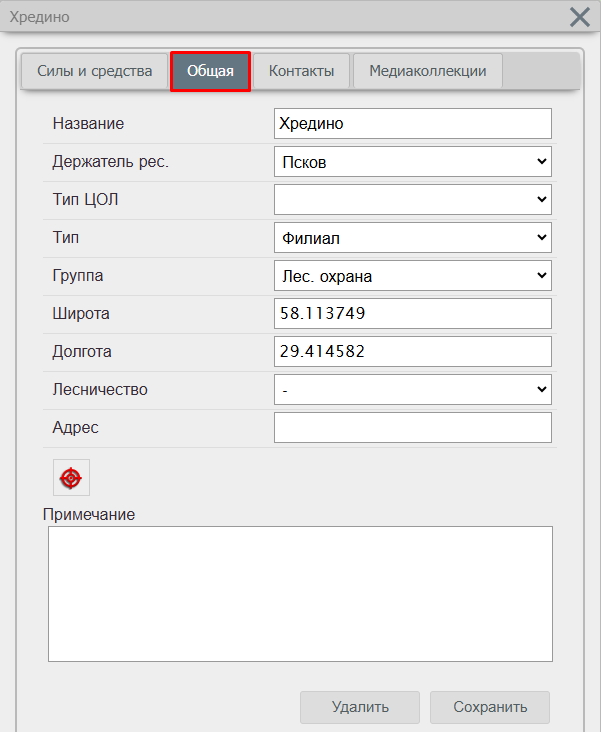 Хредино
Силы и средства Общая Контакты Медиаколлекции
Название Хредино
Держатель рес. Псков
Тип ЦОЛ
Тип Филиал
Группа Лес. охрана
Широта 58.113749
Долгота 29.414582
Лесничество -
Адрес
Примечание
Удалить Сохранить